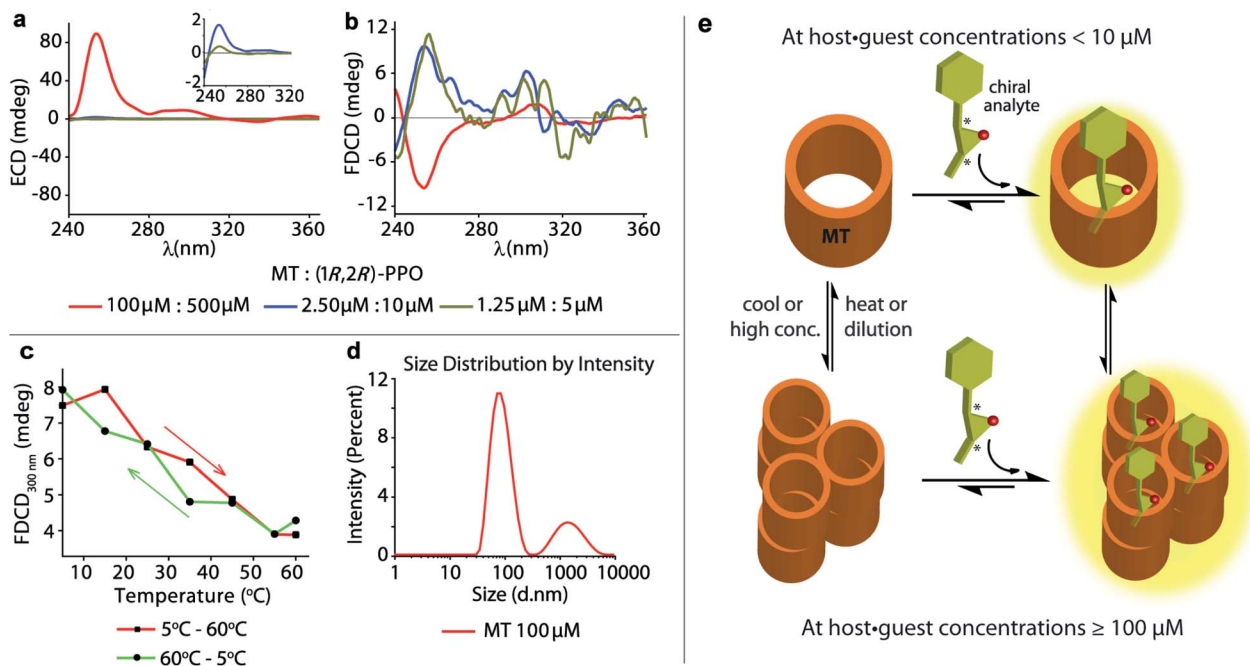 a
ECD (mdeg)
80
40
0
-40
-80
2
0
-2
240 280 320
240 280 320 360
λ(nm)
b
FDCD (mdeg)
12
6
0
-6
-12
240 280 320 360
λ(nm)
MT : (1R,2R)-PPO
100μM : 500μM 2.50μM :10μM 1.25μM : 5μM
c
FDCD300 nm (mdeg)
8
7
6
5
4
10 20 30 40 50 60
Temperature (ºC)
5ºC - 60ºC
60ºC - 5ºC
d
Size Distribution by Intensity
Intensity (Percent)
12
8
4
0
1 10 100 1000 10000
Size (d.nm)
MT 100μM
e
At host•guest concentrations < 10 μM
chiral
analyte
*
*
MT
cool or
high conc.
heat or
dilution
*
*
At host•guest concentrations ≥ 100 μM